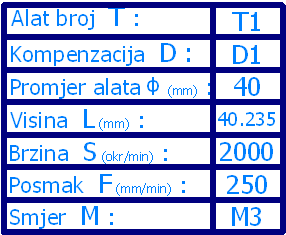 Alat broj T : T1
Kompenzacija D : D1
Promjer alata ϕ (mm) : 40
Visina L (mm) : 40.235
Brzina S (okr/min) : 2000
Posmak F (mm/min) : 250
Smjer M : M3